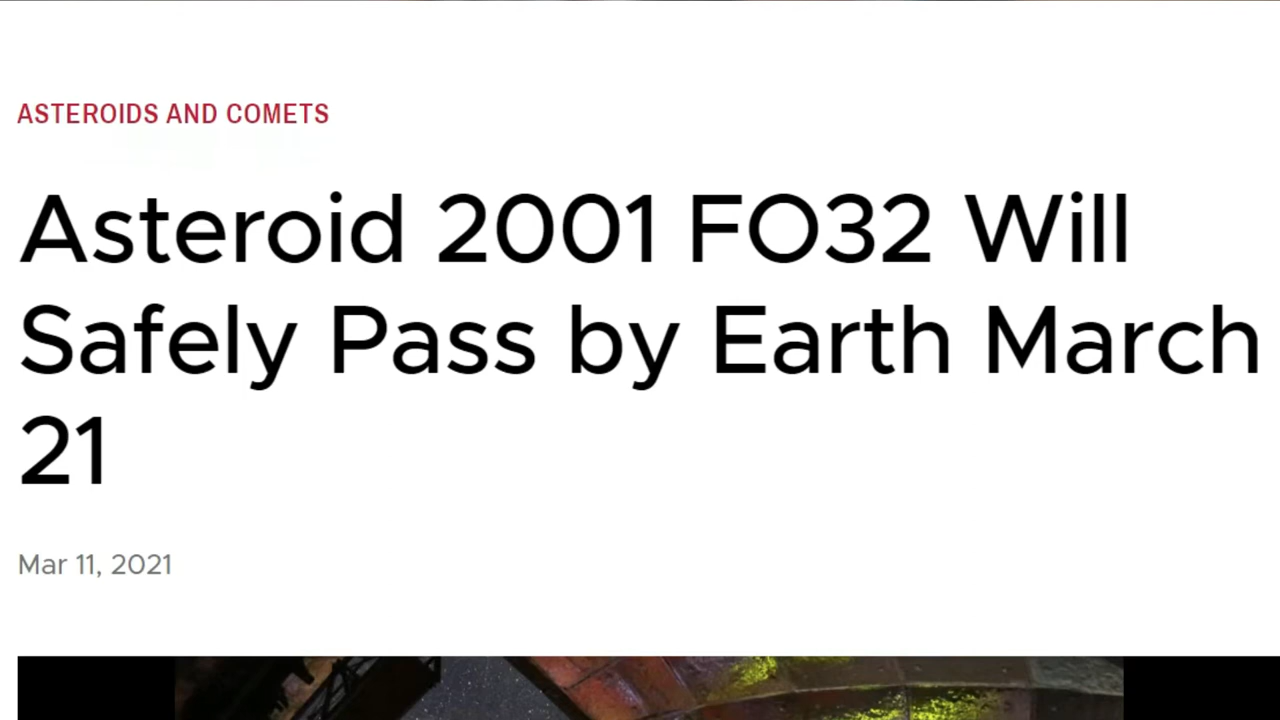 ASTEROIDS AND COMETS
Asteroid 2001 FO32 Will
Safely Pass by Earth March
21
Mar 11, 2021